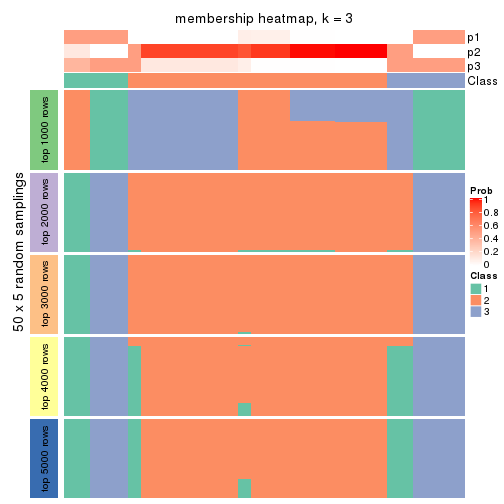 membership heatmap, k = 3
p1
p2
p3
Class
50 x 5 random samplings
top 1000 rows
top 2000 rows
top 3000 rows
top 4000 rows
top 5000 rows
Prob
1
0.8
0.6
0.4
0.2
0
Class
1
2
3